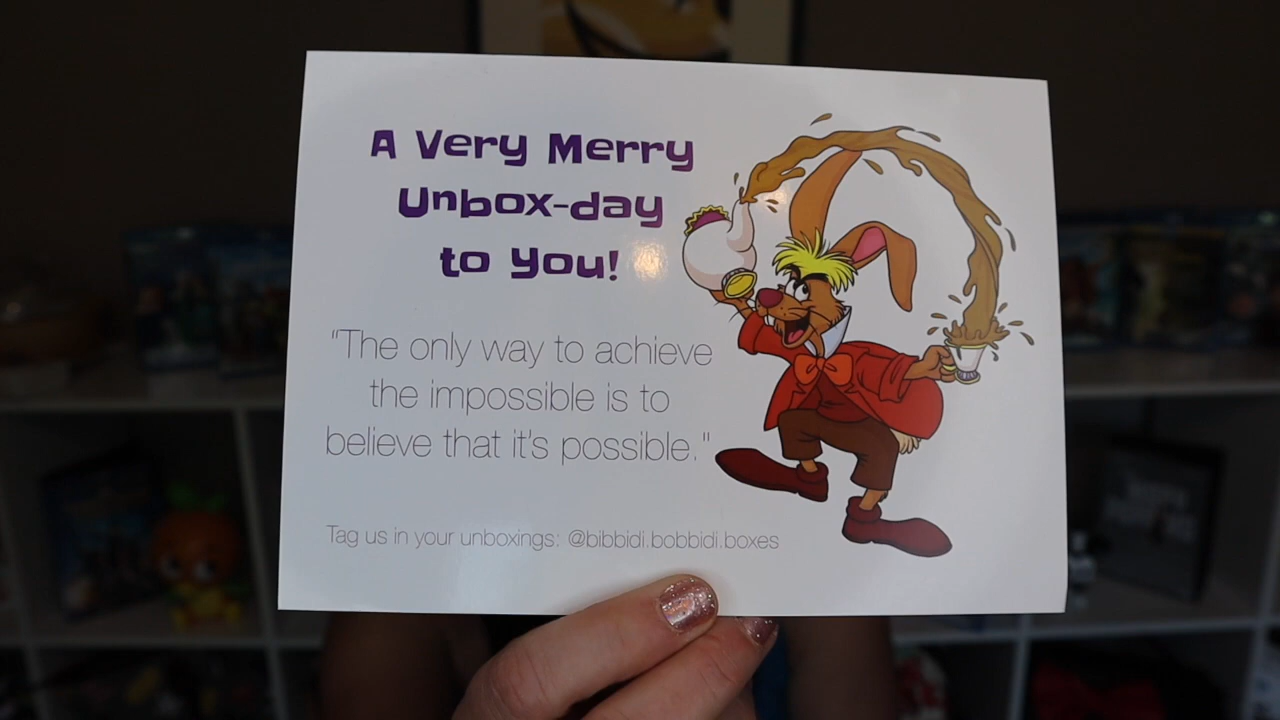 A Very Merry
Unbox-day
to You!
"The only way to achieve
the impossible is to
believe that it's possible."
Tag us in your unboxings: @bibbidi.bobbidi.boxes